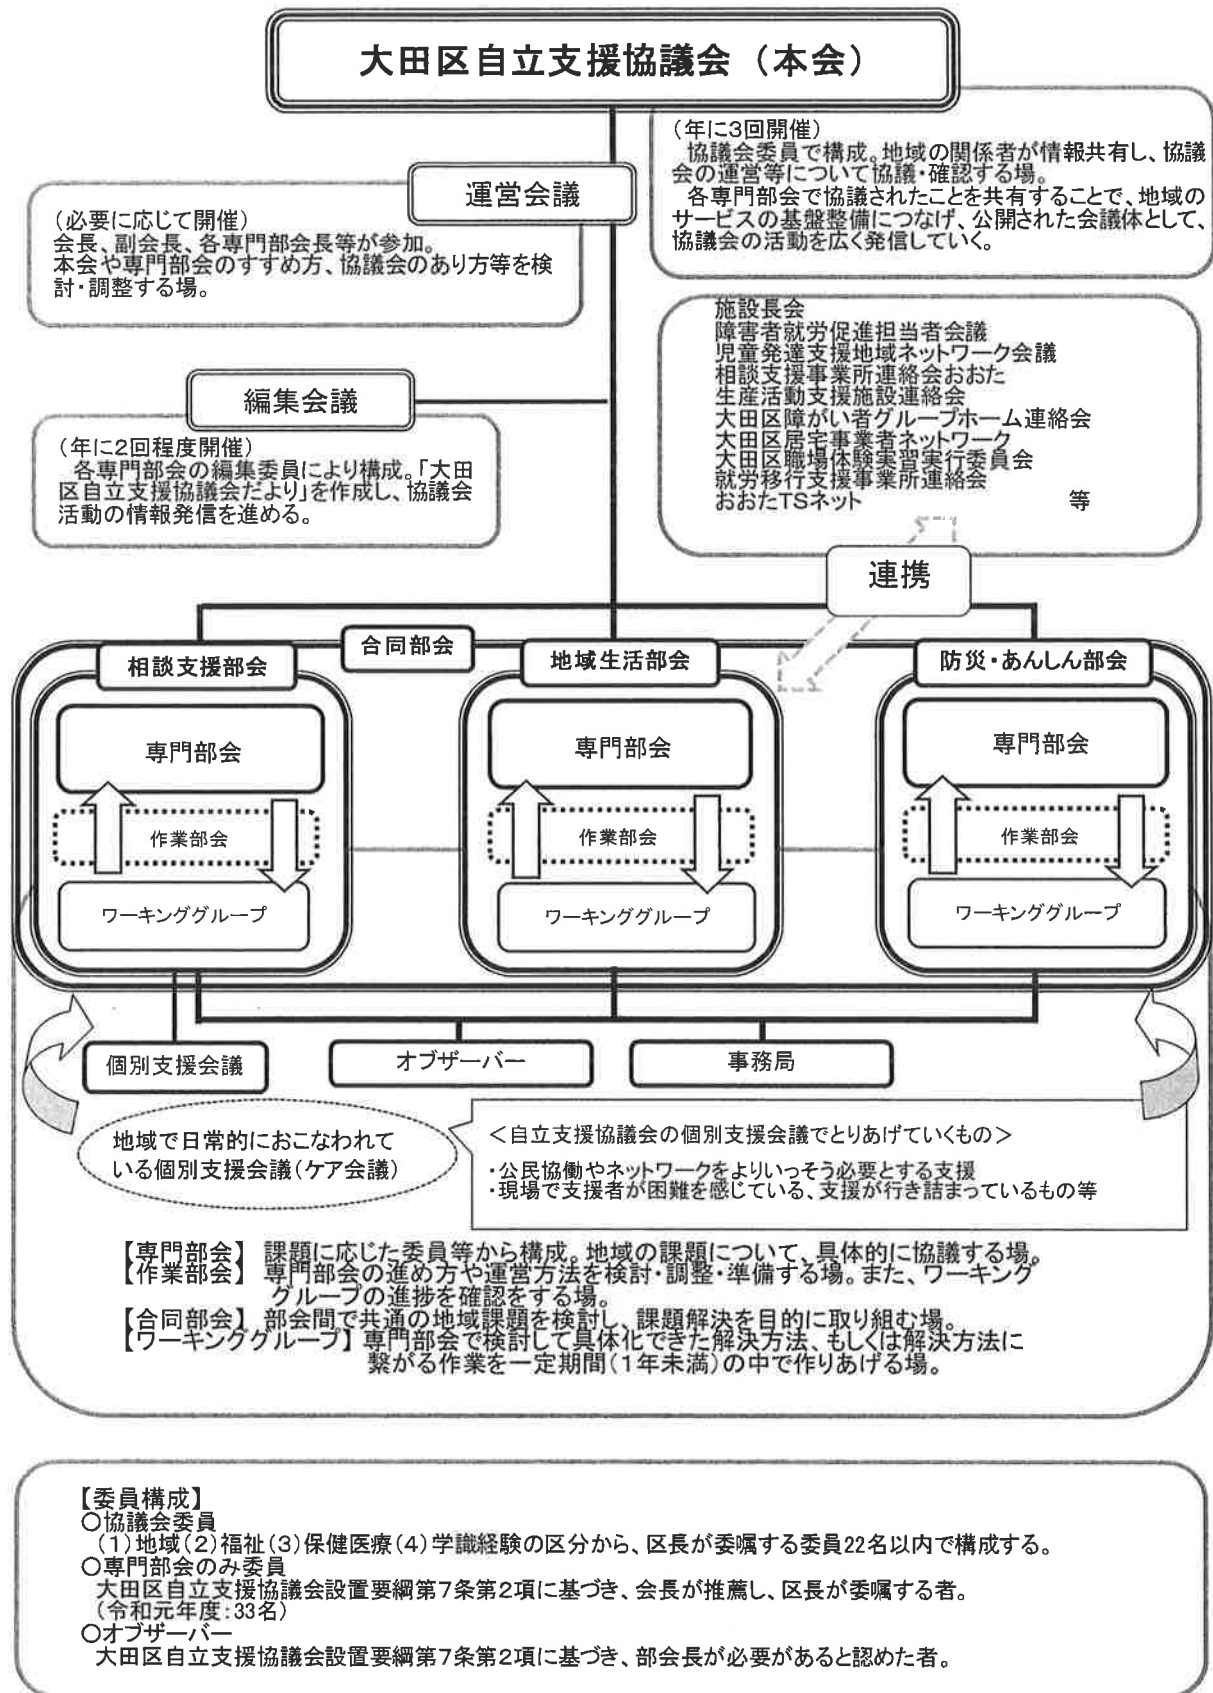 大田区自立支援協議会（本会）
（年に3回開催）
協議会委員で構成。地域の関係者が情報共有し、協議
会の運営等について協議・確認する場。
各専門部会で協議されたことを共有することで、地域の
サービスの基盤整備につなげ、公開された会議体として、
協議会の活動を広く発信していく。
運営会議
（必要に応じて開催）
会長、副会長、各専門部会長等が参加。
本会や専門部会のすすめ方、協議会のあり方等を検
討・調整する場。
施設長会
障害者就労促進担当者会議
児童発達支援地域ネットワーク会議
相談支援事業所連絡会おおた
生産活動支援施設連絡会
大田区障がい者グループホーム連絡会
大田区居宅事業者ネットワーク
大田区職場体験実習実行委員会
就労移行支援事業所連絡会
おおたTSネット 等
編集会議
（年に2回程度開催）
各専門部会の編集委員により構成。「大田
区自立支援協議会だより」を作成し、協議会
活動の情報発信を進める。
連携
合同部会
相談支援部会
地域生活部会
防災・あんしん部会
専門部会
専門部会
専門部会
作業部会
作業部会
作業部会
ワーキンググループ
ワーキンググループ
ワーキンググループ
個別支援会議
オブザーバー
事務局
地域で日常的におこなわれて
いる個別支援会議（ケア会議）
＜自立支援協議会の個別支援会議でとりあげていくもの＞
・公民協働やネットワークをよりいっそう必要とする支援
・現場で支援者が困難を感じている、支援が行き詰まっているもの等
【専門部会】 課題に応じた委員等から構成。地域の課題について、具体的に協議する場。
【作業部会】 専門部会の進め方や運営方法を検討・調整・準備する場。また、ワーキング
グループの進捗を確認をする場。
【合同部会】 部会間で共通の地域課題を検討し、課題解決を目的に取り組む場。
【ワーキンググループ】 専門部会で検討して具体化できた解決方法、もしくは解決方法に
繋がる作業を一定期間（1年未満）の中で作りあげる場。
【委員構成】
○協議会委員
（1）地域（2）福祉（3）保健医療（4）学識経験の区分から、区長が委嘱する委員22名以内で構成する。
○専門部会のみ委員
大田区自立支援協議会設置要綱第7条第2項に基づき、会長が推薦し、区長が委嘱する者。
（令和元年度：33名）
○オブザーバー
大田区自立支援協議会設置要綱第7条第2項に基づき、部会長が必要があると認めた者。